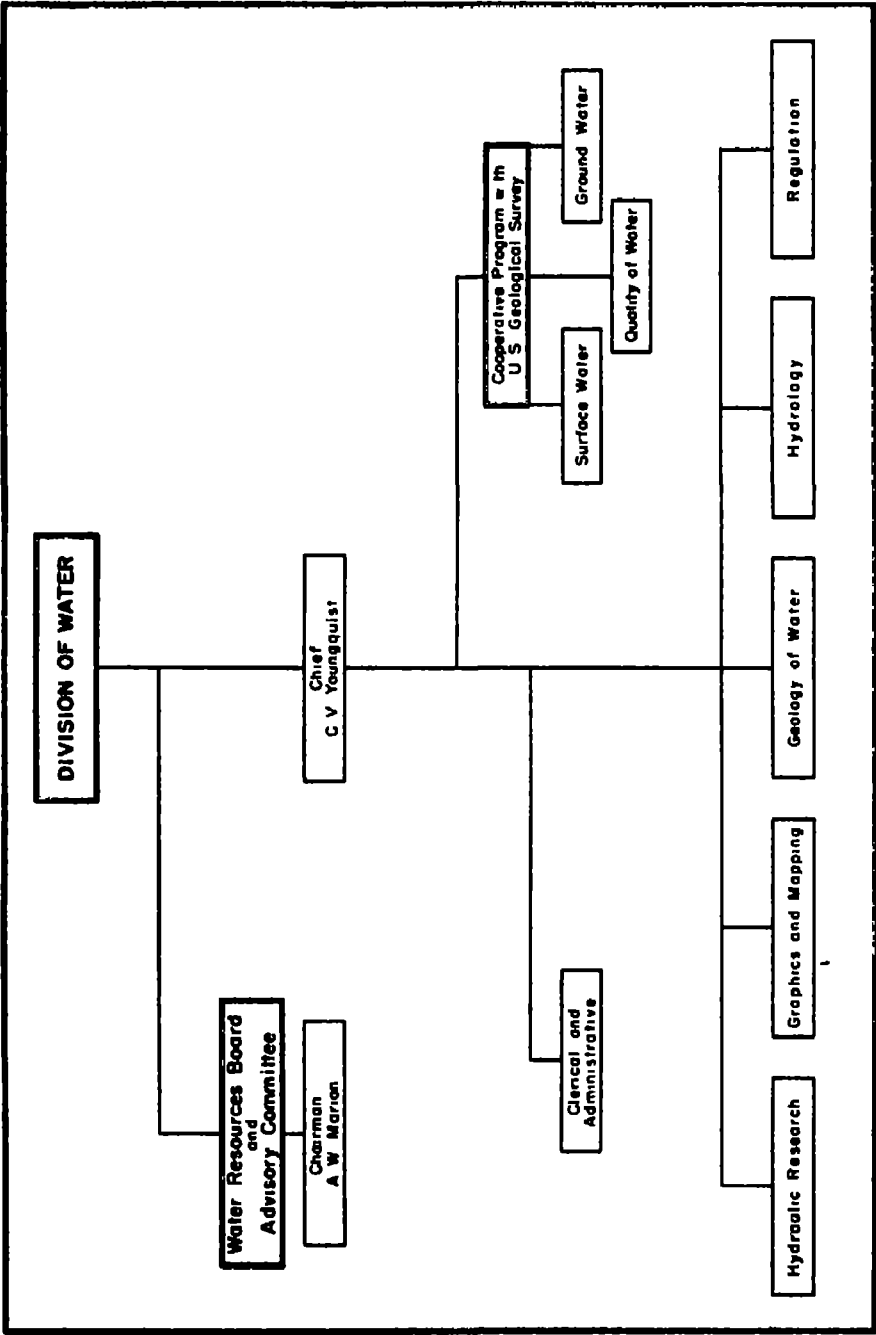 DIVISION OF WATER
Water Resources Board
and
Advisory Committee
Chairman
A W Marion
Chief
C V Youngquist
Cooperative Program with
U S Geological Survey
Surface Water
Quality of Water
Ground Water
Clerical and
Administrative
Hydraulic Research
Graphics and Mapping
Geology of Water
Hydrology
Regulation